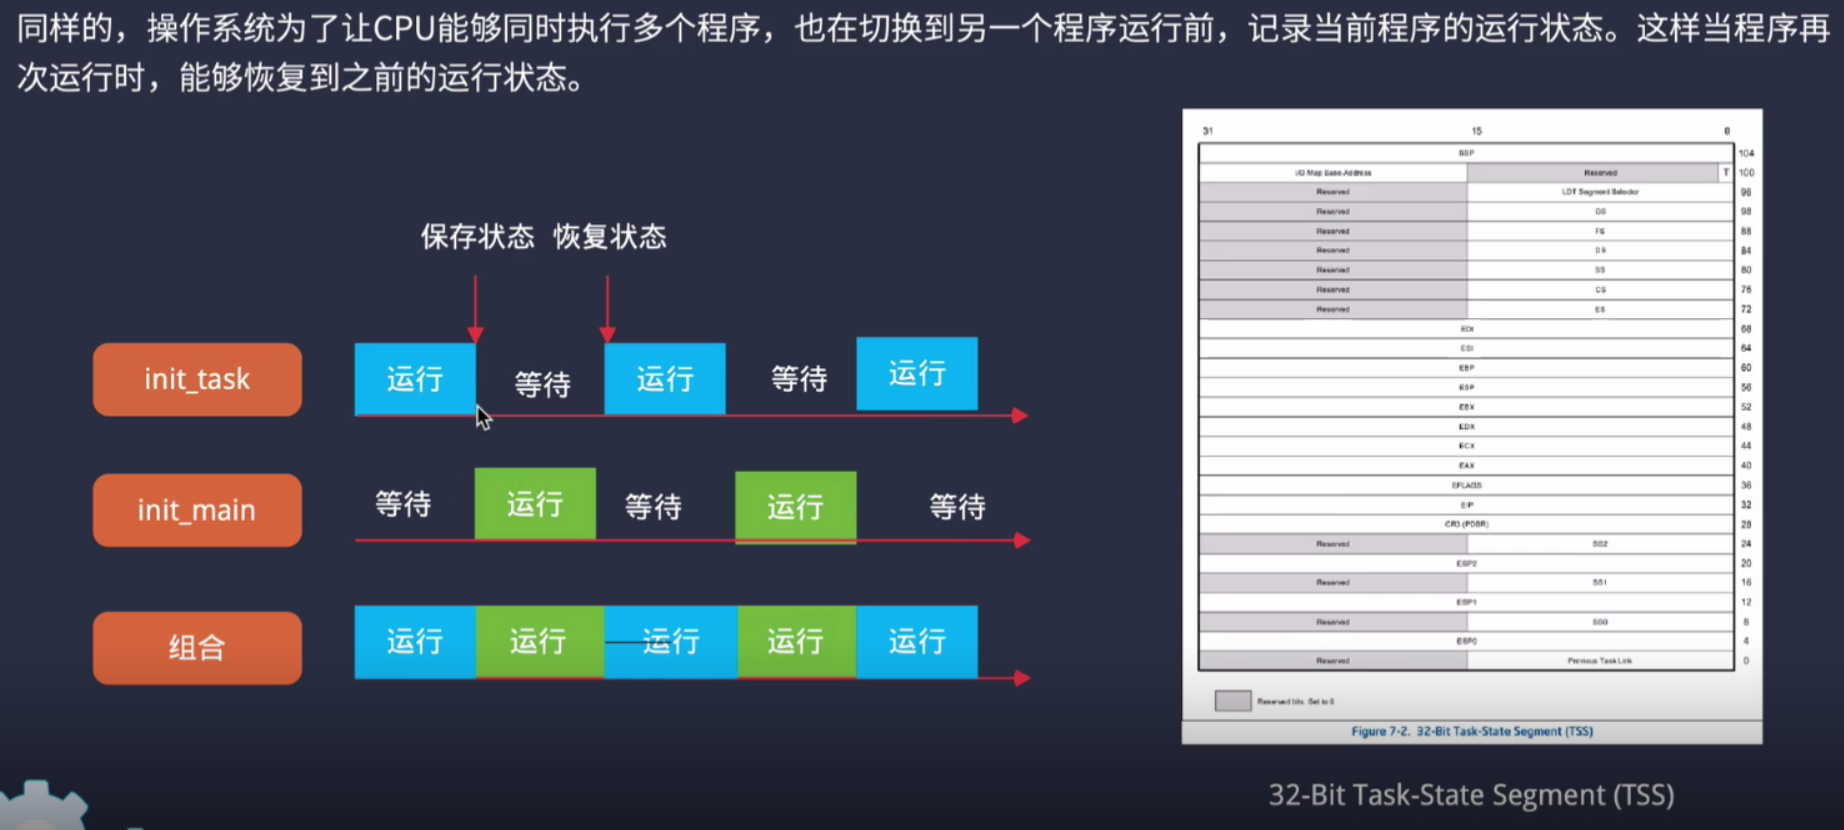 同样的，操作系统为了让CPU能够同时执行多个程序，也在切换到另一个程序运行前，记录当前程序的运行状态。这样当程序再
次运行时，能够恢复到之前的运行状态。
保存状态 恢复状态
init_task
运行
等待
运行
等待
运行
init_main
等待
运行
等待
运行
等待
组合
运行
运行
运行
运行
运行
31 15 0
SSP 104
I/O Map Base Address Reserved T 100
Reserved LDT Segment Selector 96
Reserved GS
Reserved FS 88
Reserved DS 84
Reserved SS 80
Reserved CS 76
Reserved ES 72
EDI 68
ESI 64
EBP 60
ESP 56
EBX 52
EDX 48
ECX 44
EAX 40
EFLAGS 36
EIP 32
CR3 (PDBR) 28
Reserved SS2 24
ESP2 20
Reserved SS1 16
ESP1 12
Reserved SS0 8
ESP0 4
Reserved Previous Task Link 0
Reserved bits. Set to 0.
Figure 7-2. 32-Bit Task-State Segment (TSS)
32-Bit Task-State Segment (TSS)